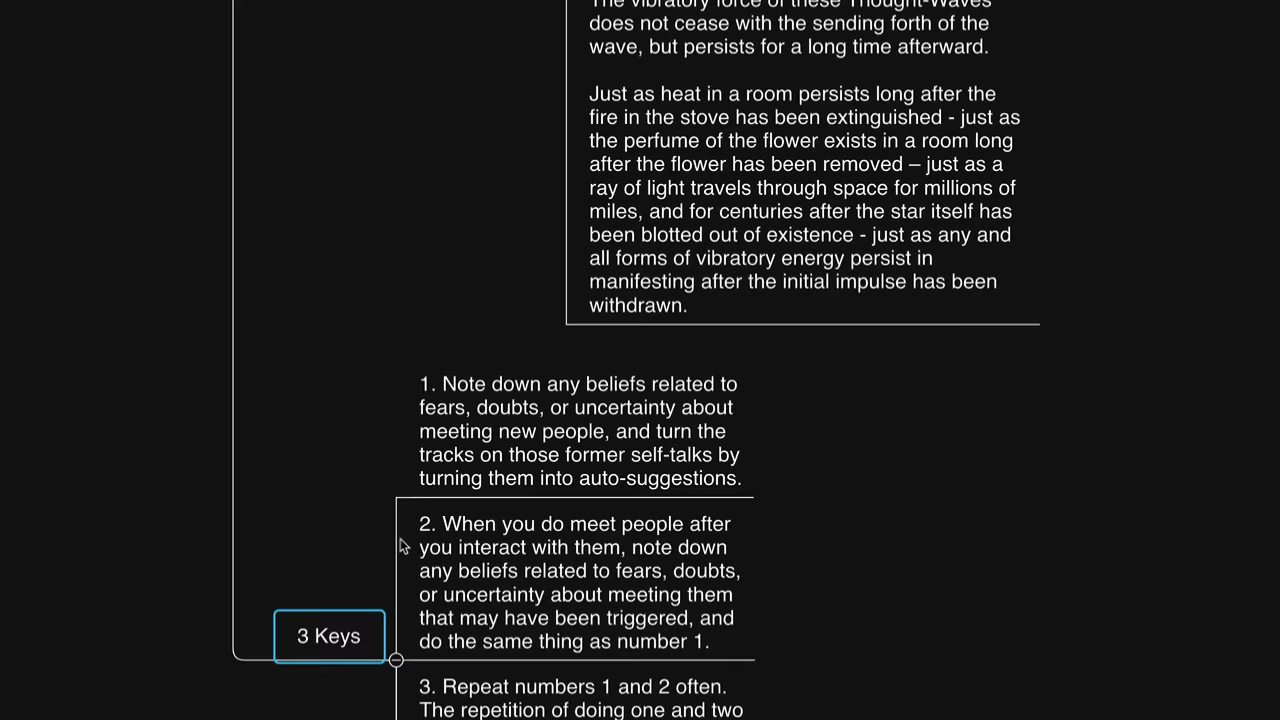 The vibratory force of these Thought-Waves
does not cease with the sending forth of the
wave, but persists for a long time afterward.
Just as heat in a room persists long after the
fire in the stove has been extinguished - just as
the perfume of the flower exists in a room long
after the flower has been removed – just as a
ray of light travels through space for millions of
miles, and for centuries after the star itself has
been blotted out of existence - just as any and
all forms of vibratory energy persist in
manifesting after the initial impulse has been
withdrawn.
1. Note down any beliefs related to
fears, doubts, or uncertainty about
meeting new people, and turn the
tracks on those former self-talks by
turning them into auto-suggestions.
2. When you do meet people after
you interact with them, note down
any beliefs related to fears, doubts,
or uncertainty about meeting them
that may have been triggered, and
do the same thing as number 1.
3 Keys
3. Repeat numbers 1 and 2 often.
The repetition of doing one and two